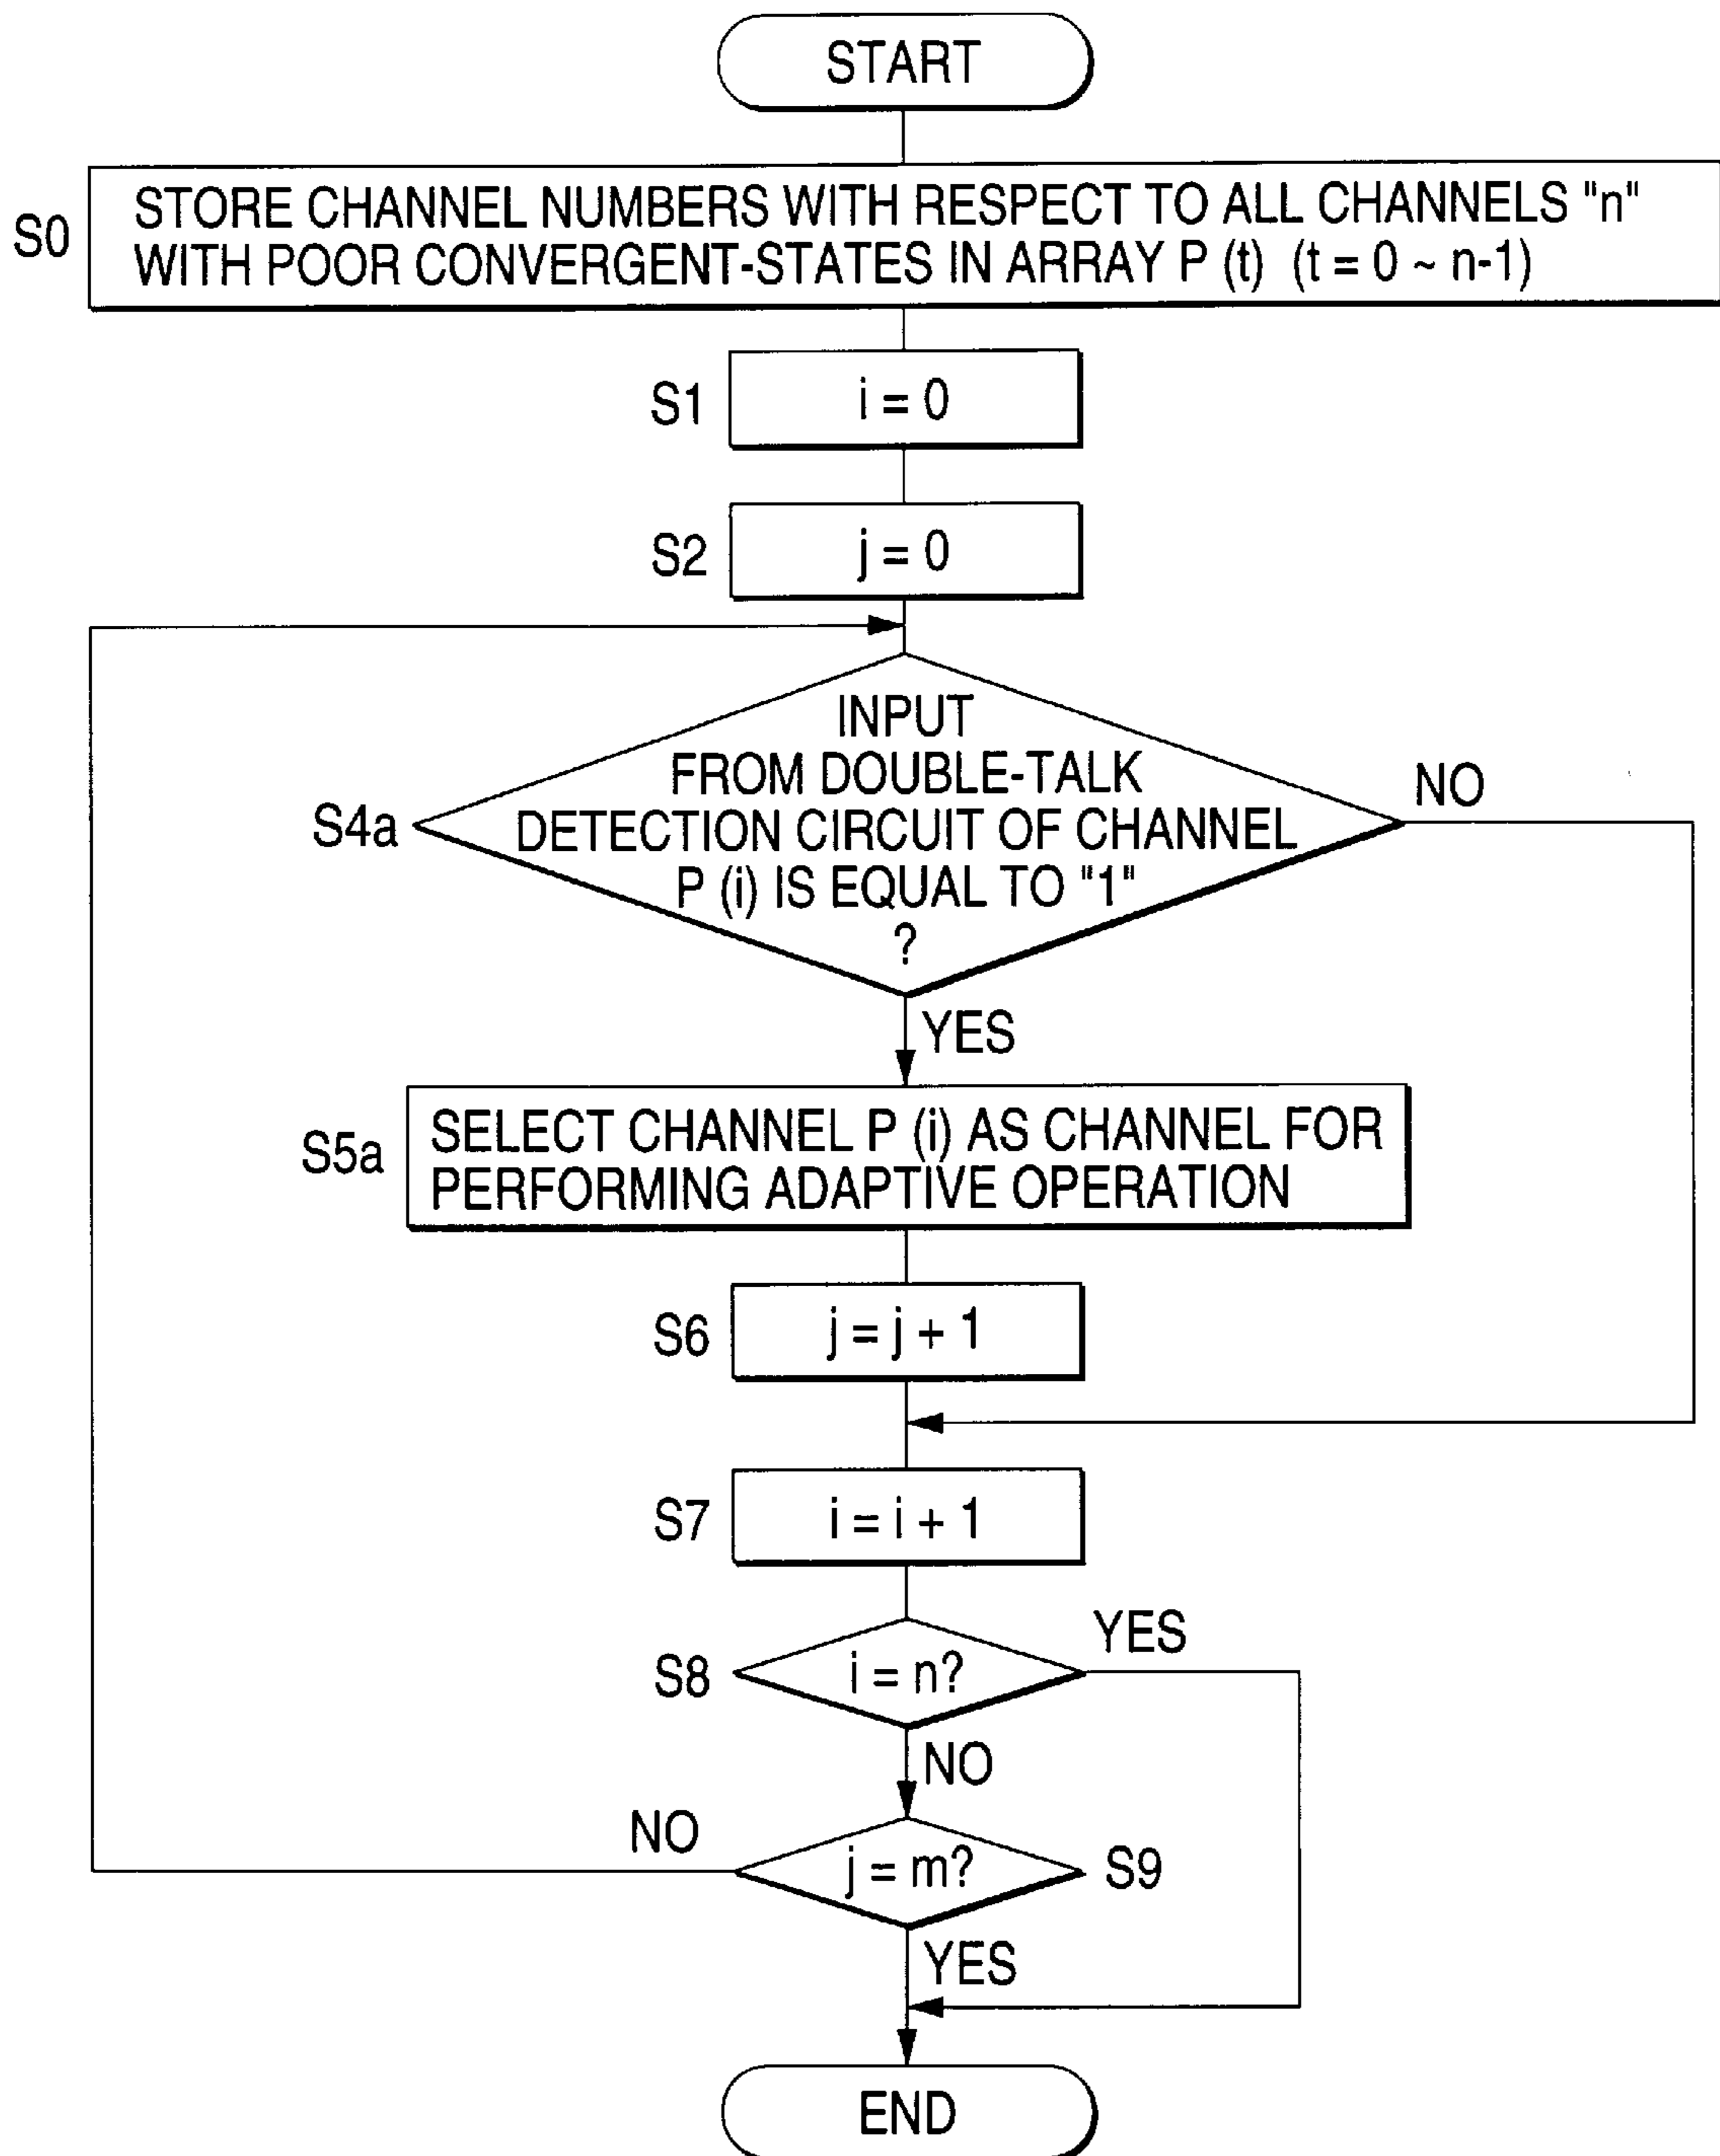 START
S0
STORE CHANNEL NUMBERS WITH RESPECT TO ALL CHANNELS "n"
WITH POOR CONVERGENT-STATES IN ARRAY P (t) (t = 0 ~ n-1)
S1
i = 0
S2
j = 0
S4a
INPUT
FROM DOUBLE-TALK
DETECTION CIRCUIT OF CHANNEL
P (i) IS EQUAL TO "1"
?
NO
YES
S5a
SELECT CHANNEL P (i) AS CHANNEL FOR
PERFORMING ADAPTIVE OPERATION
S6
j = j + 1
S7
i = i + 1
S8
i = n?
YES
NO
NO
j = m?
S9
YES
END